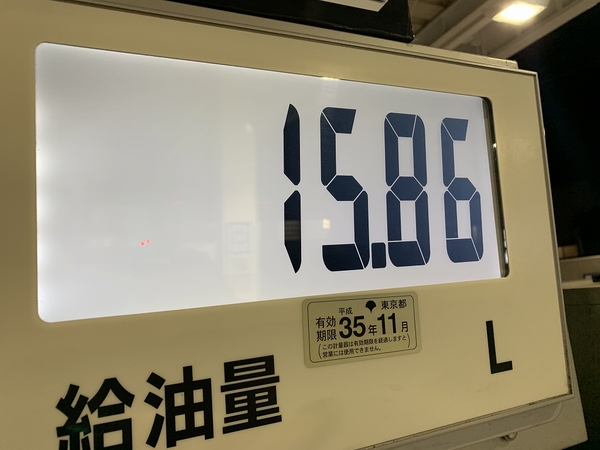 15.86
平成 東京都
有効期限 35年11月
(この計量器は有効期限を経過しますと
営業には使用できません。)
給油量 L